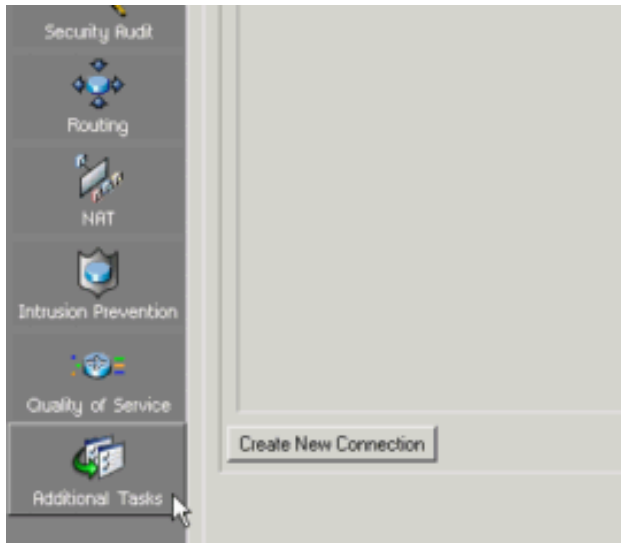 Security Audit
Routing
NAT
Intrusion Prevention
Quality of Service
Create New Connection
Additional Tasks